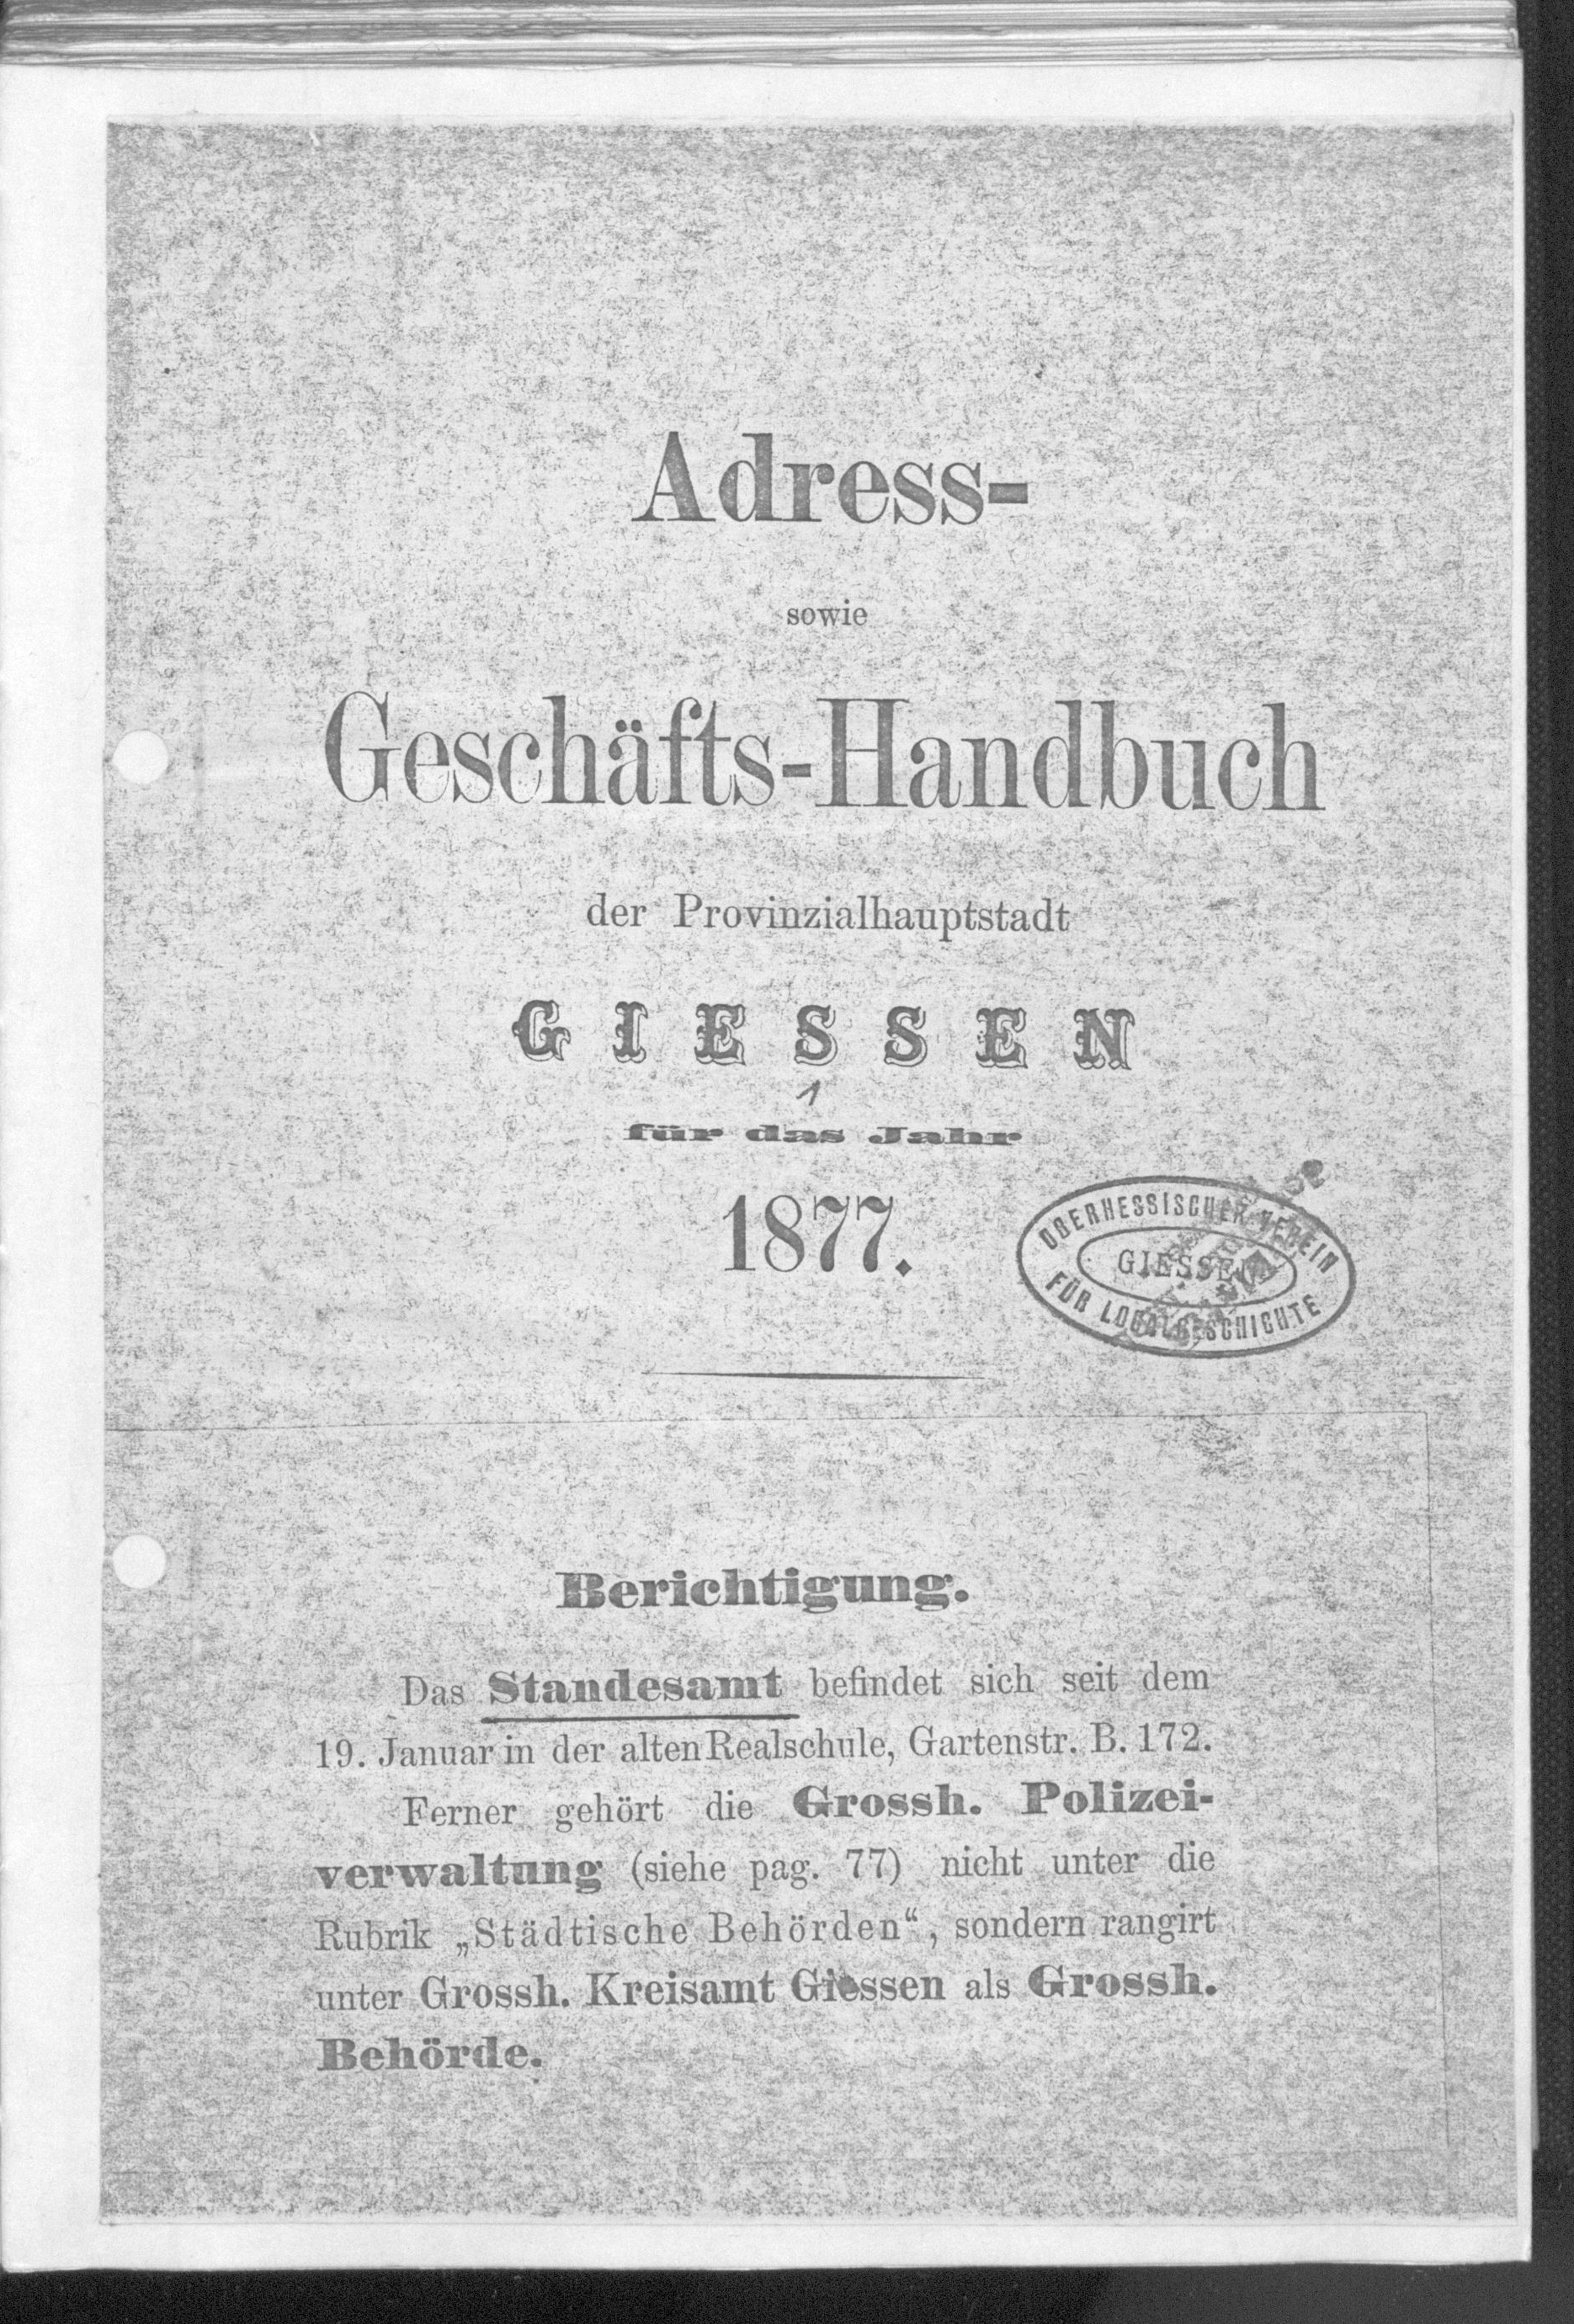 Adress-
sowie
Geschäfts-Handbuch
der Provinzialhauptstadt
GIESSEN
1
für das Jahr
1877.
OBERHESSISCHER VEREIN
GIESSEN
FÜR LOCALGESCHICHTE
Berichtigung.
Das Standesamt befindet sich seit dem
19. Januar in der alten Realschule, Gartenstr. B. 172.
Ferner gehört die Grossh. Polizei-
verwaltung (siehe pag. 77) nicht unter die
Rubrik „Städtische Behörden“, sondern rangirt
unter Grossh. Kreisamt Giessen als Grossh.
Behörde.